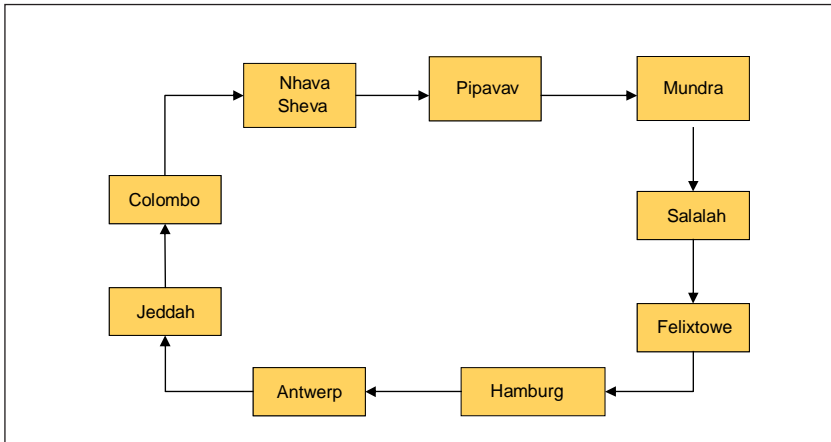 Nhava
Sheva
Pipavav
Mundra
Colombo
Salalah
Jeddah
Felixtowe
Antwerp
Hamburg